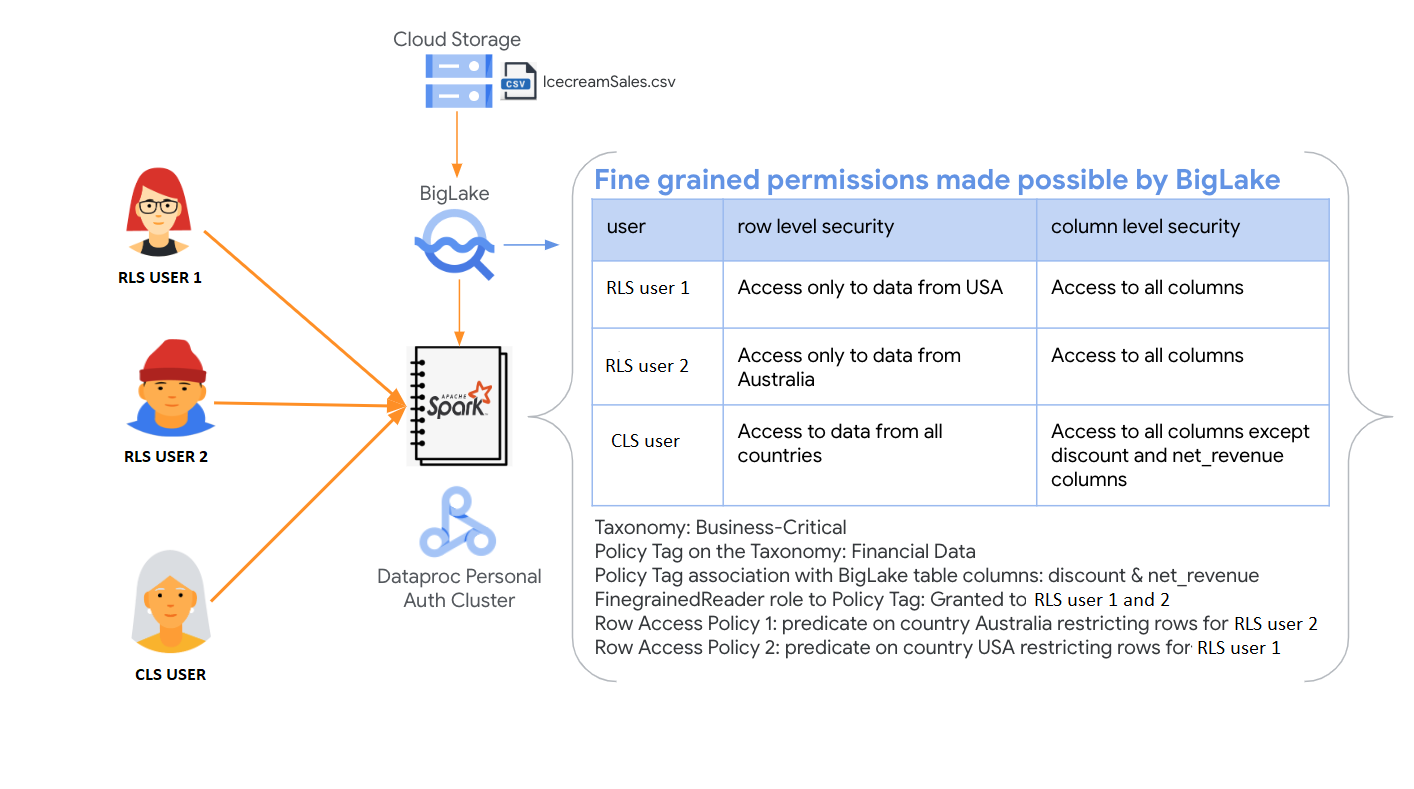 Cloud Storage
CSV
IcecreamSales.csv
BigLake
RLS USER 1
RLS USER 2
CLS USER
APACHE
Spark
Dataproc Personal
Auth Cluster
Fine grained permissions made possible by BigLake
user row level security column level security
RLS user 1 Access only to data from USA Access to all columns
RLS user 2 Access only to data from Access to all columns
Australia
CLS user Access to data from all Access to all columns except
countries discount and net_revenue
columns
Taxonomy: Business-Critical
Policy Tag on the Taxonomy: Financial Data
Policy Tag association with BigLake table columns: discount & net_revenue
FinegrainedReader role to Policy Tag: Granted to RLS user 1 and 2
Row Access Policy 1: predicate on country Australia restricting rows for RLS user 2
Row Access Policy 2: predicate on country USA restricting rows for RLS user 1